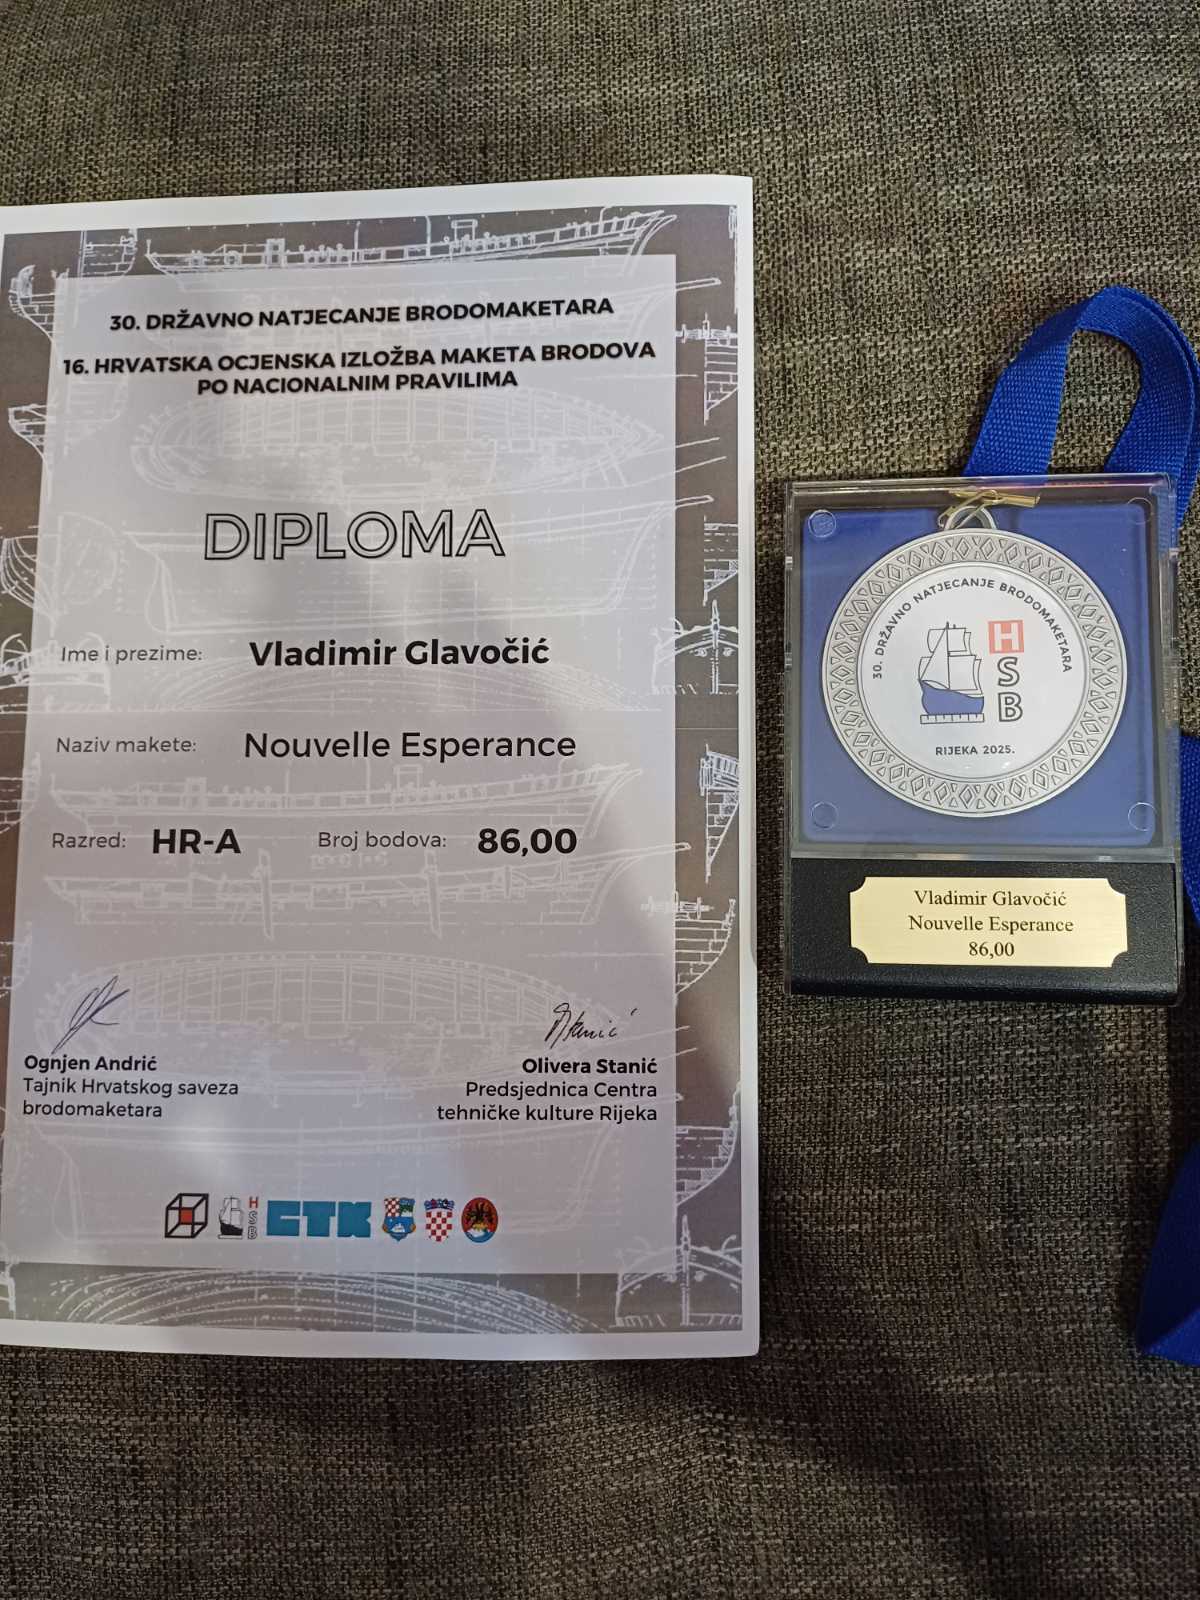 30. DRŽAVNO NATJECANJE BRODOMAKETARA
16. HRVATSKA OCJENSKA IZLOŽBA MAKETA BRODOVA
PO NACIONALNIM PRAVILIMA
DIPLOMA
Ime i prezime: Vladimir Glavočić
Naziv makete: Nouvelle Esperance
Razred: HR-A Broj bodova: 86,00
Stanić
Ognjen Andrić
Tajnik Hrvatskog saveza
brodomaketara
Olivera Stanić
Predsjednica Centra
tehničke kulture Rijeka
HSB
CTK
30. DRŽAVNO NATJECANJE BRODOMAKETARA
H
S
B
RIJEKA 2025.
Vladimir Glavočić
Nouvelle Esperance
86,00